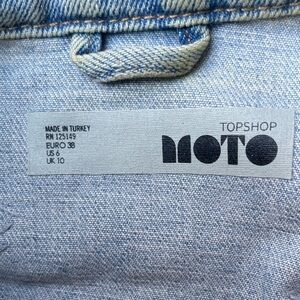 MADE IN TURKEY
RN 125149
EURO 38
US 6
UK 10
TOPSHOP
MOTO